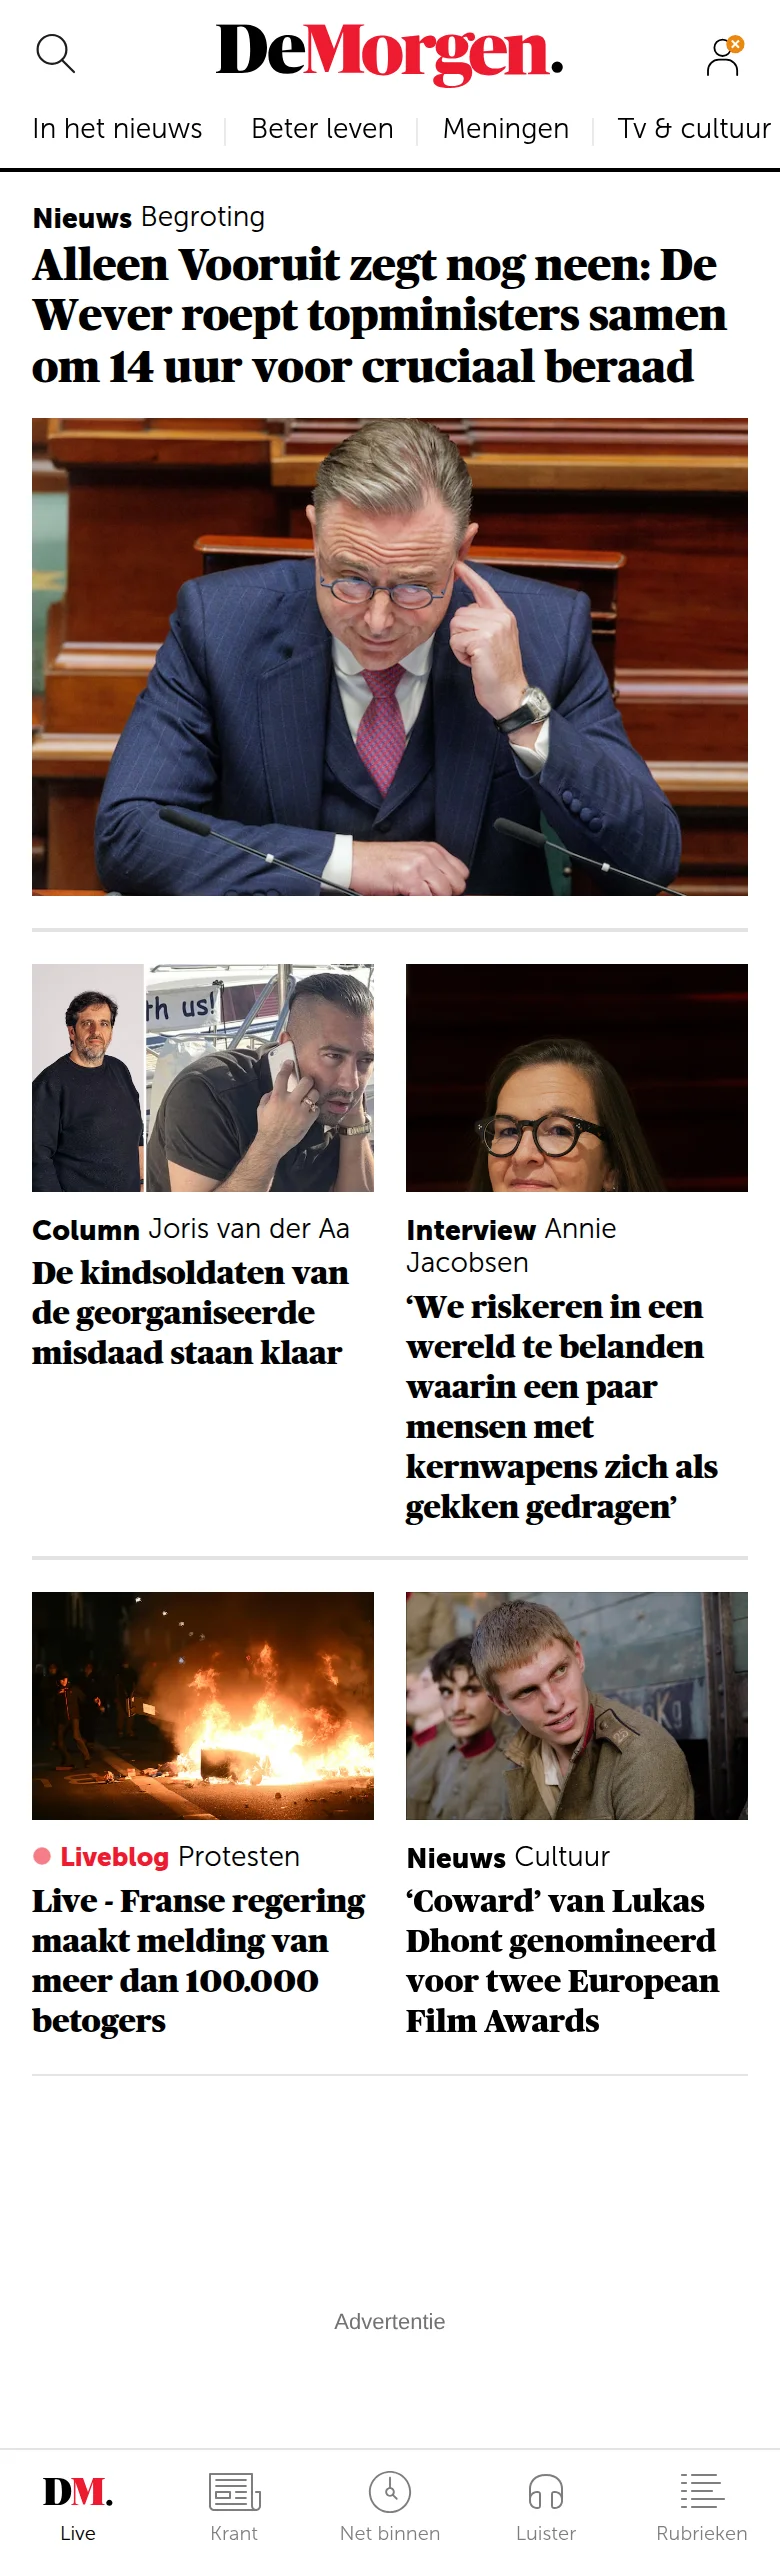 DeMorgen.
In het nieuws
Beter leven
Meningen
Tv & cultuur
Nieuws Begroting
Alleen Vooruit zegt nog neen: De
Wever roept topministers samen
om 14 uur voor cruciaal beraad
th us!
Column Joris van der Aa
De kindsoldaten van
de georganiseerde
misdaad staan klaar
Interview Annie
Jacobsen
‘We riskeren in een
wereld te belanden
waarin een paar
mensen met
kernwapens zich als
gekken gedragen’
25
Kg
Liveblog Protesten
Live - Franse regering
maakt melding van
meer dan 100.000
betogers
Nieuws Cultuur
‘Coward’ van Lukas
Dhont genomineerd
voor twee European
Film Awards
Advertentie
DM.
Live
Krant
Net binnen
Luister
Rubrieken